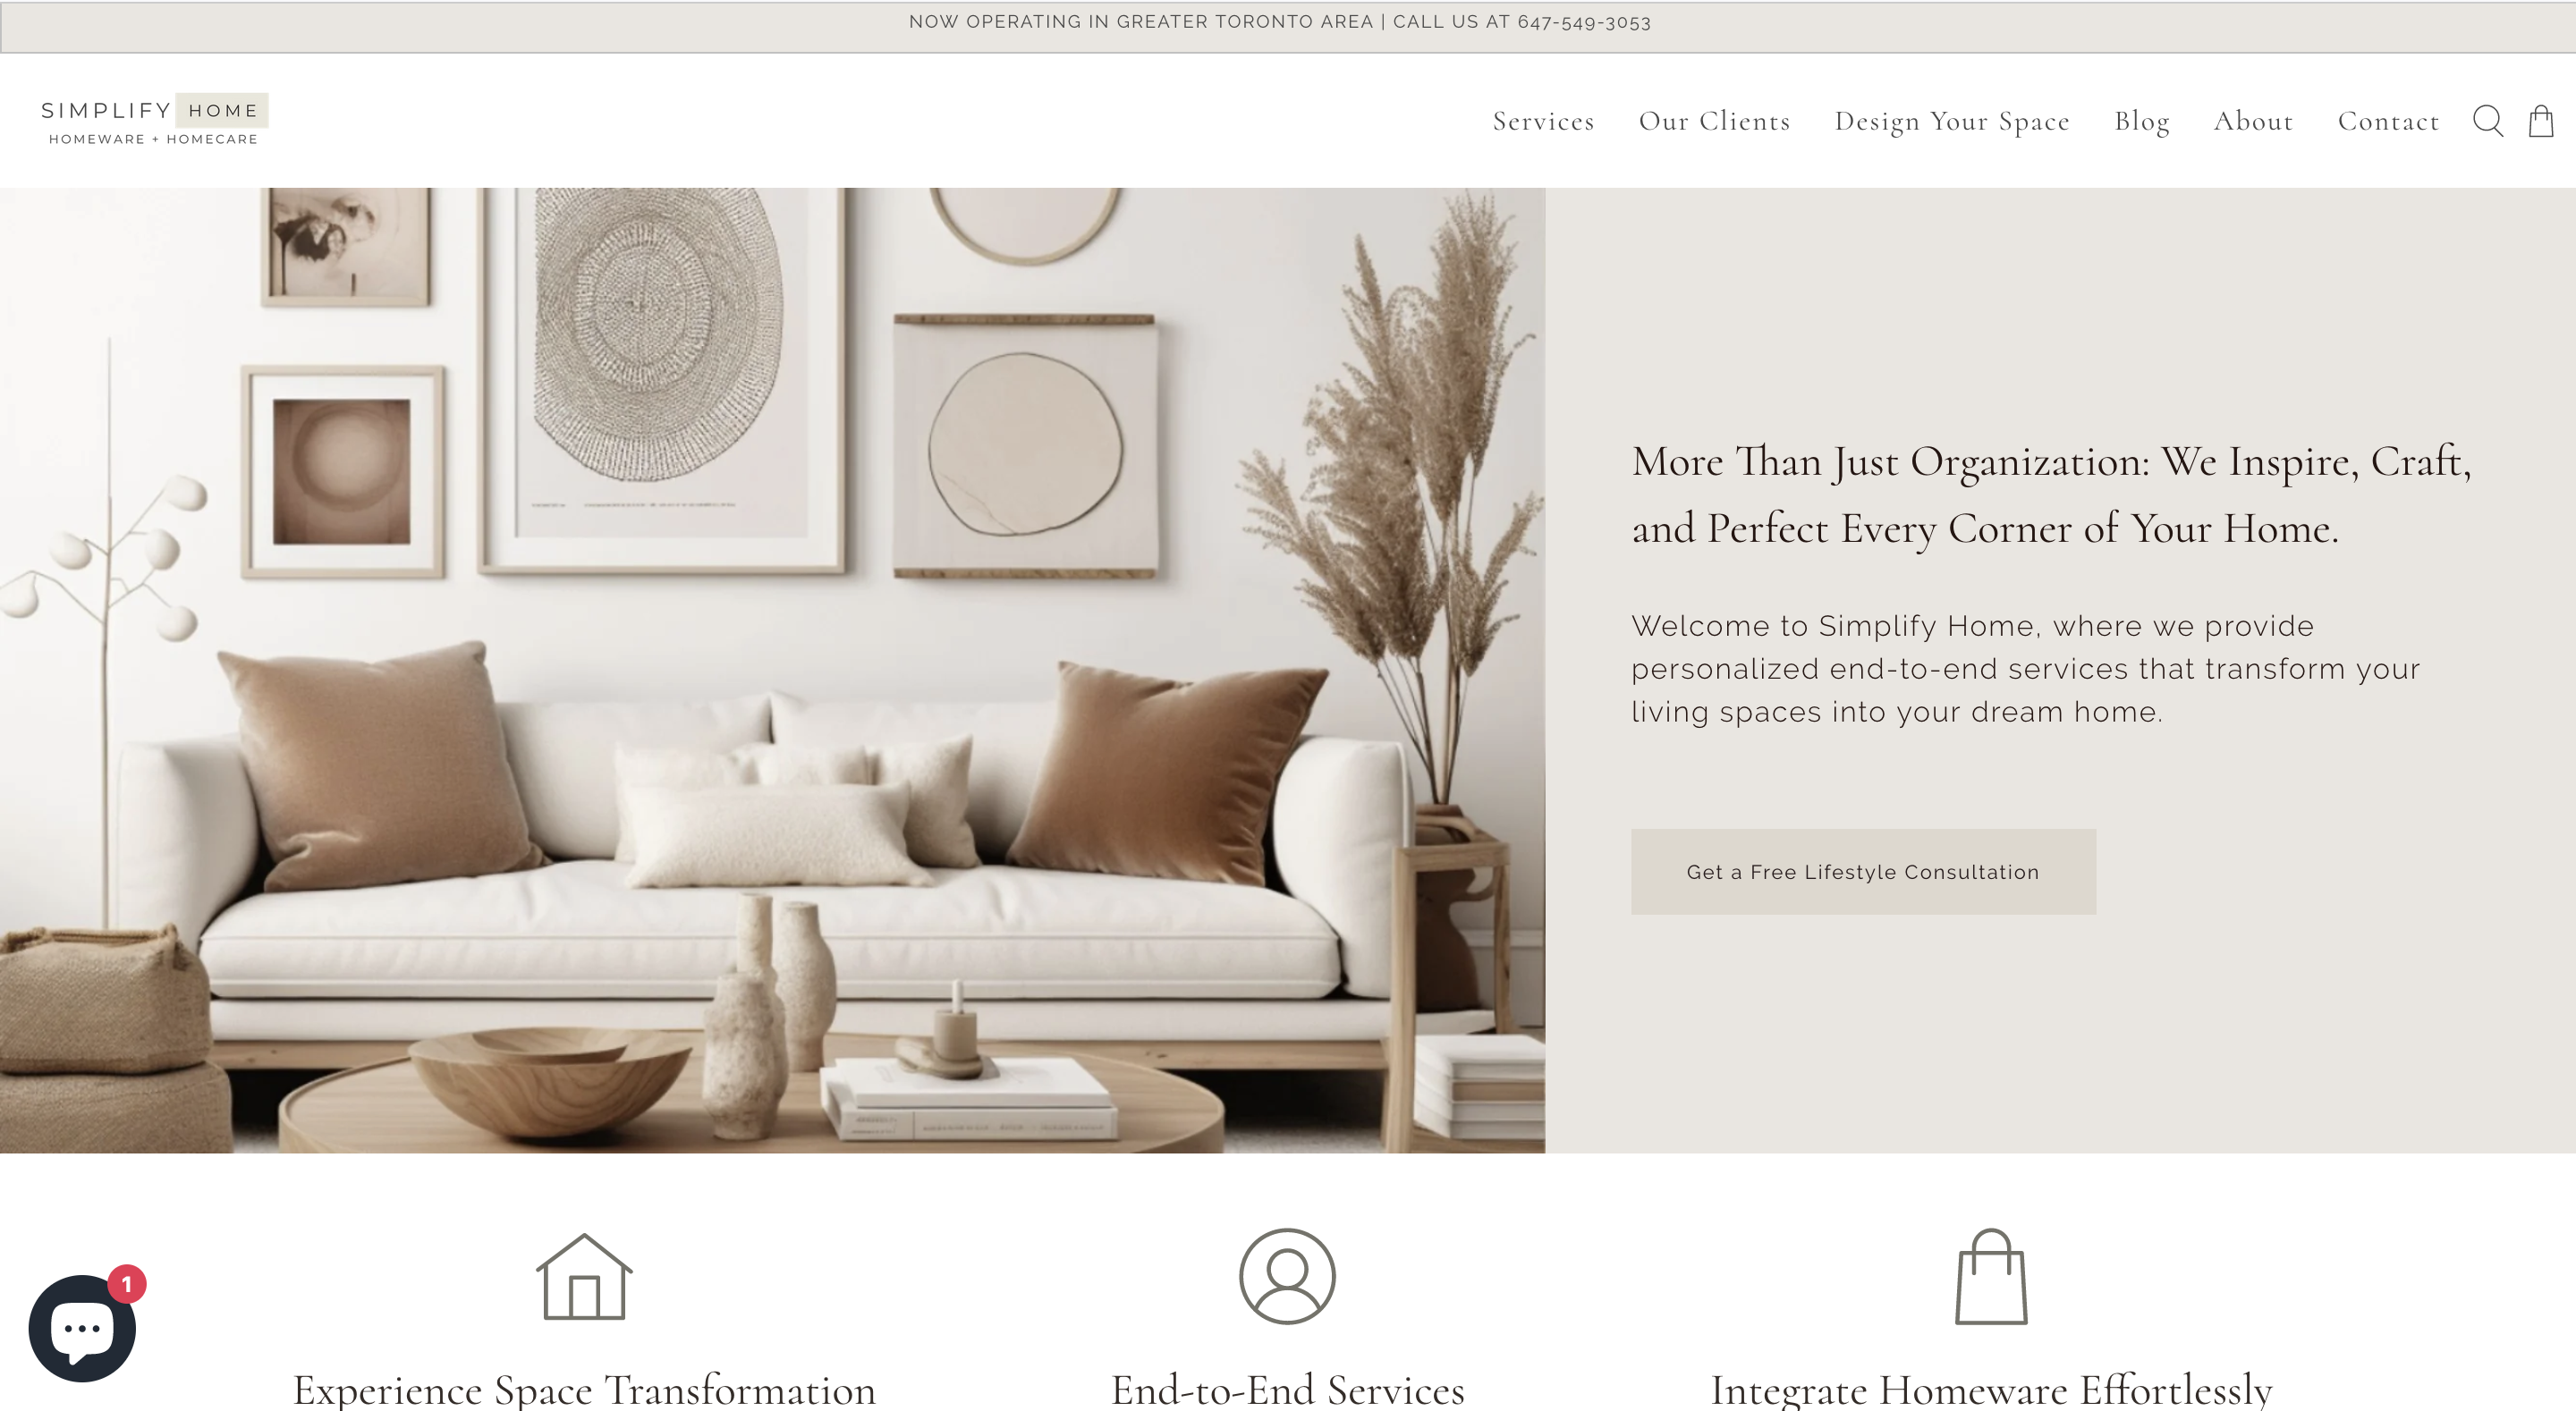 NOW OPERATING IN GREATER TORONTO AREA | CALL US AT 647-549-3053
SIMPLIFY HOME
HOMEWARE + HOMECARE
Services Our Clients Design Your Space Blog About Contact
More Than Just Organization: We Inspire, Craft,
and Perfect Every Corner of Your Home.
Welcome to Simplify Home, where we provide
personalized end-to-end services that transform your
living spaces into your dream home.
Get a Free Lifestyle Consultation
1
Experience Space Transformation
End-to-End Services
Integrate Homeware Effortlessly